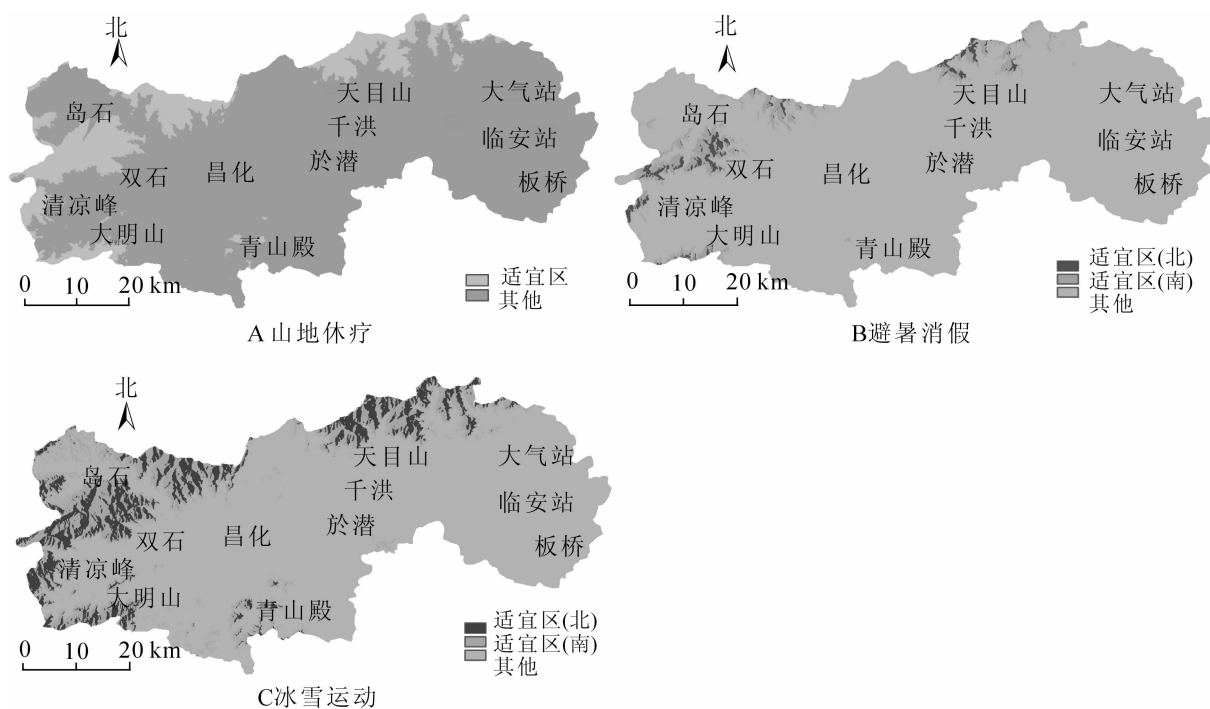 北
天目山
大气站
岛石
千洪
临安站
双石
昌化
於潜
板桥
清凉峰
大明山
青山殿
0 10 20 km
适宜区
其他
A山地休疗
北
天目山
大气站
岛石
千洪
临安站
双石
昌化
於潜
板桥
清凉峰
大明山
青山殿
0 10 20 km
适宜区(北)
适宜区(南)
其他
B避暑消假
北
天目山
大气站
岛石
千洪
临安站
双石
昌化
於潜
板桥
清凉峰
大明山
青山殿
0 10 20 km
适宜区(北)
适宜区(南)
其他
C冰雪运动